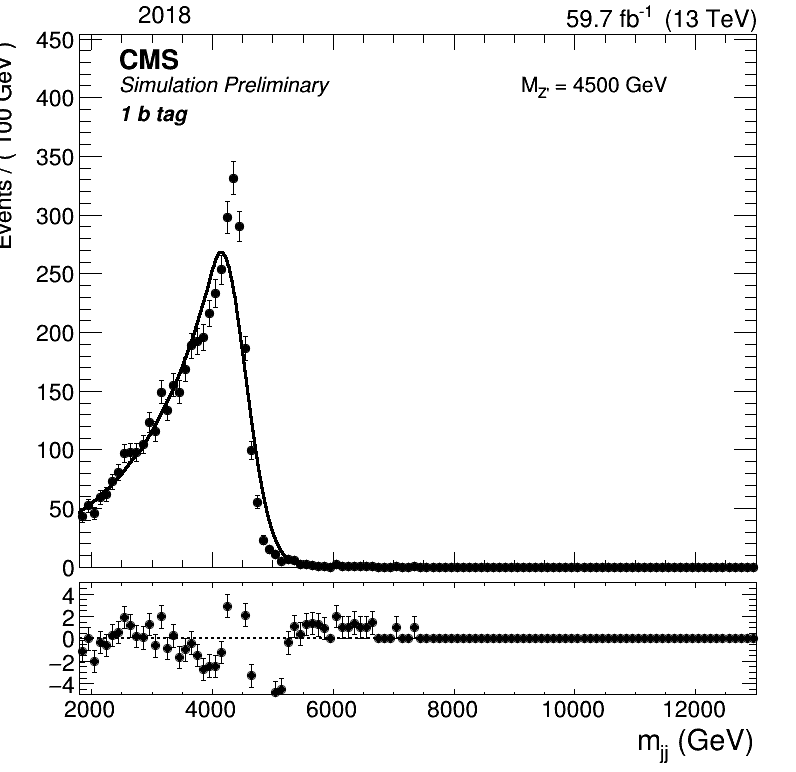 2018 59.7 fb⁻¹ (13 TeV)
450
CMS
Simulation Preliminary
M_Z' = 4500 GeV
400
1 b tag
350
300
250
200
150
100
50
0
Events / ( 100 GeV )
4
2
0
−2
−4
2000 4000 6000 8000 10000 12000
m_jj (GeV)